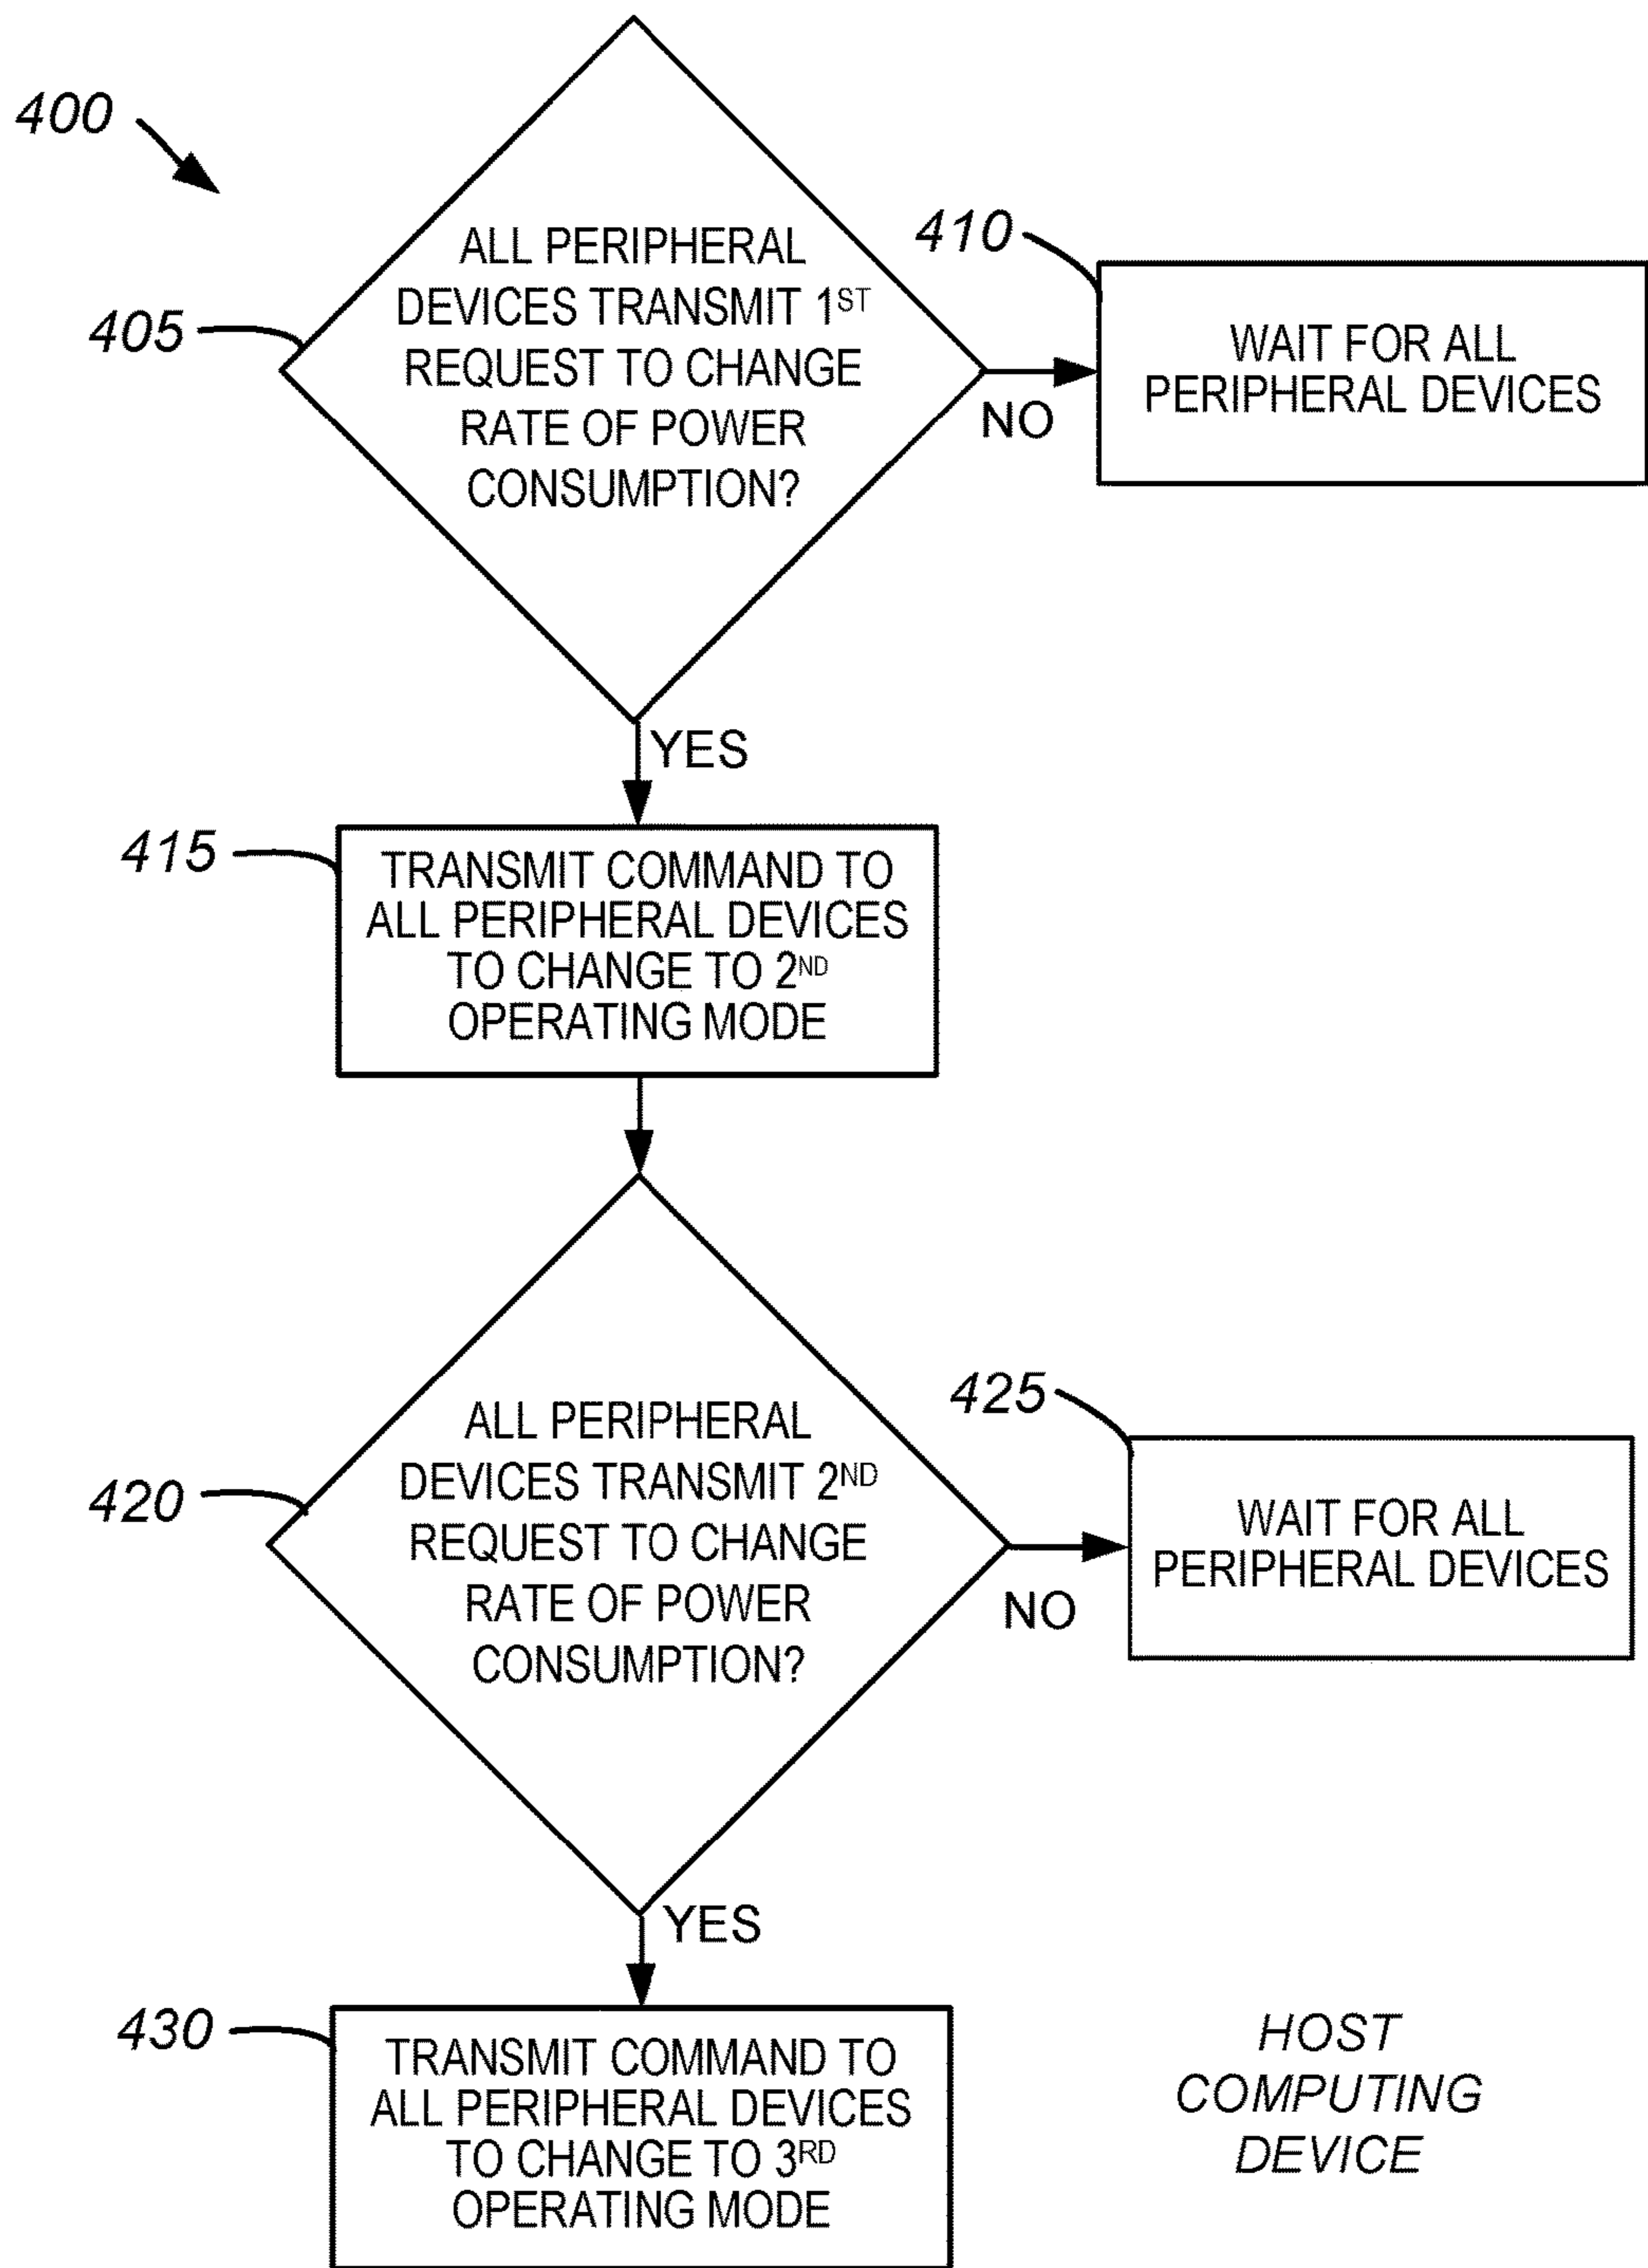 400
405
ALL PERIPHERAL
DEVICES TRANSMIT 1ST
REQUEST TO CHANGE
RATE OF POWER
CONSUMPTION?
NO
410
WAIT FOR ALL
PERIPHERAL DEVICES
YES
415
TRANSMIT COMMAND TO
ALL PERIPHERAL DEVICES
TO CHANGE TO 2ND
OPERATING MODE
420
ALL PERIPHERAL
DEVICES TRANSMIT 2ND
REQUEST TO CHANGE
RATE OF POWER
CONSUMPTION?
NO
425
WAIT FOR ALL
PERIPHERAL DEVICES
YES
430
TRANSMIT COMMAND TO
ALL PERIPHERAL DEVICES
TO CHANGE TO 3RD
OPERATING MODE
HOST
COMPUTING
DEVICE